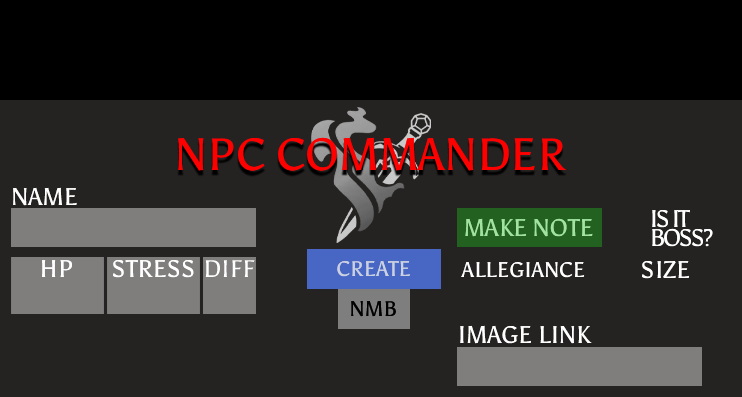 NPC COMMANDER
NAME
MAKE NOTE
IS IT
BOSS?
HP
STRESS
DIFF
CREATE
ALLEGIANCE
SIZE
NMB
IMAGE LINK